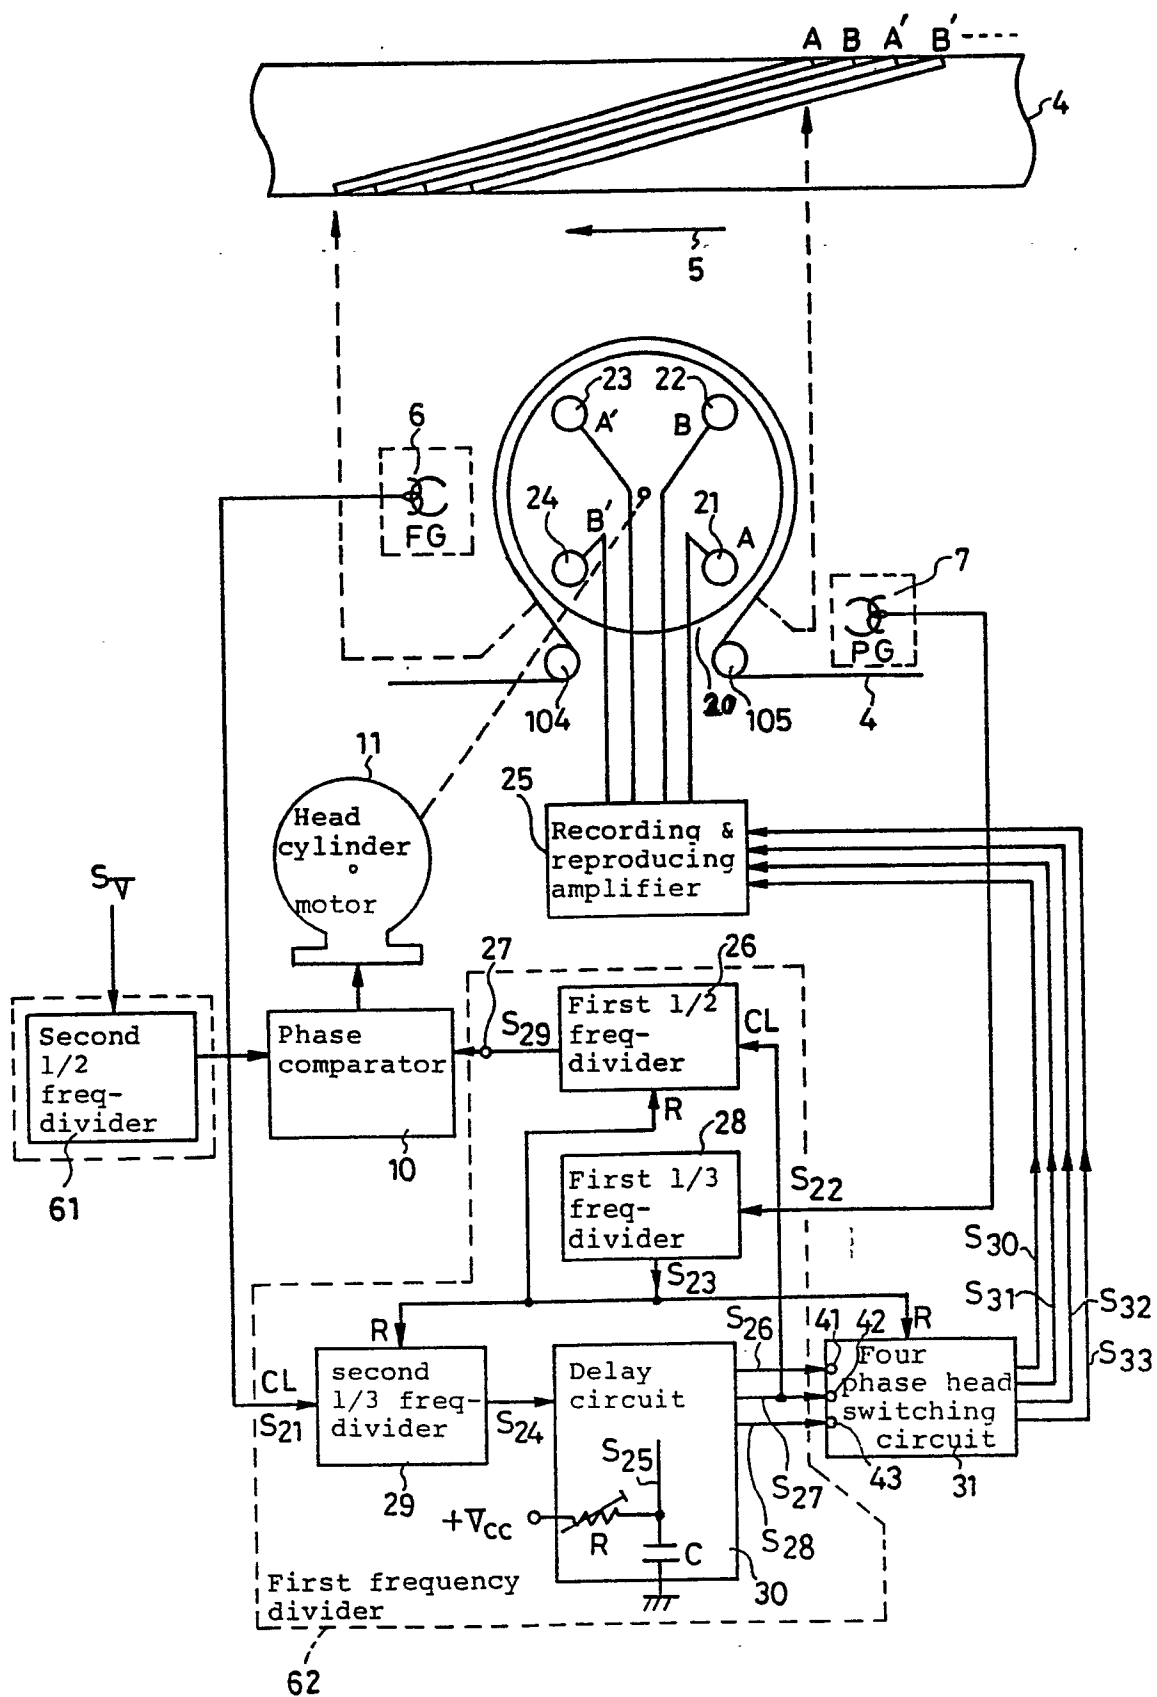 A B A' B'
4
5
23
22
A'
B
6
FG
24
B'
21
A
7
PG
104
20
105
4
11
Head
cylinder
motor
25
Recording &
reproducing
amplifier
SV
27
26
Second
1/2
freq-
divider
61
Phase
comparator
10
S29
First 1/2
freq-
divider
CL
R
28
First 1/3
freq-
divider
S22
S23
S30
S31
S32
S33
R
CL
S21
second
1/3 freq-
divider
29
S24
Delay
circuit
S25
+VCC
R
C
30
S26
41
42
R
Four
phase head
switching
circuit
43
31
S27
S28
First frequency
divider
62